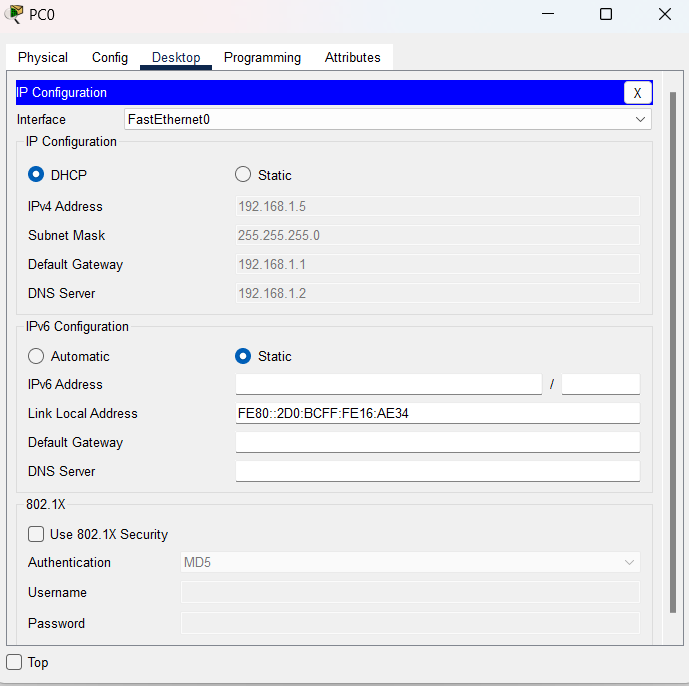 PC0
Physical Config Desktop Programming Attributes
IP Configuration X
Interface FastEthernet0
IP Configuration
DHCP Static
IPv4 Address 192.168.1.5
Subnet Mask 255.255.255.0
Default Gateway 192.168.1.1
DNS Server 192.168.1.2
IPv6 Configuration
Automatic Static
IPv6 Address /
Link Local Address FE80::2D0:BCFF:FE16:AE34
Default Gateway
DNS Server
802.1X
Use 802.1X Security
Authentication MD5
Username
Password
Top